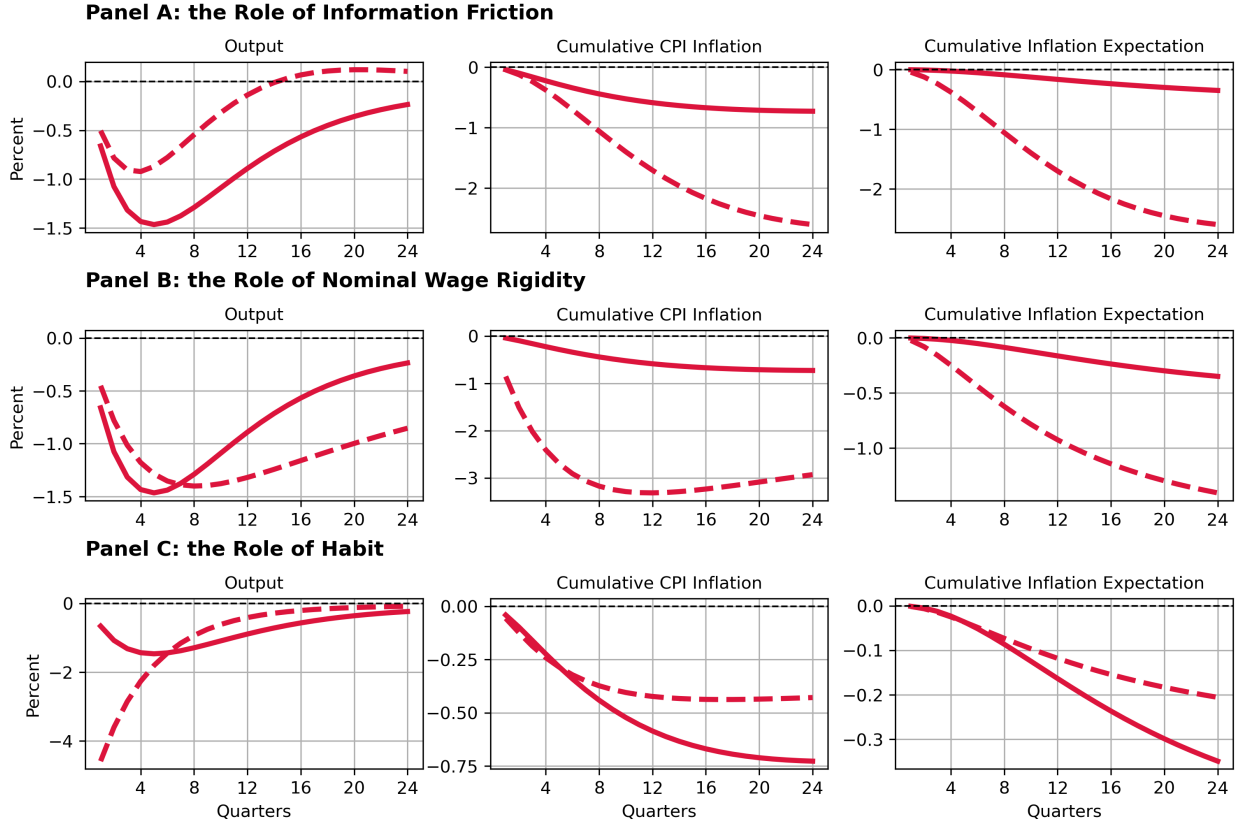 Panel A: the Role of Information Friction
Output
Cumulative CPI Inflation
Cumulative Inflation Expectation
Percent
0.0
−0.5
−1.0
−1.5
4 8 12 16 20 24
0
−1
−2
4 8 12 16 20 24
0
−1
−2
4 8 12 16 20 24
Panel B: the Role of Nominal Wage Rigidity
Output
Cumulative CPI Inflation
Cumulative Inflation Expectation
Percent
0.0
−0.5
−1.0
−1.5
4 8 12 16 20 24
0
−1
−2
−3
4 8 12 16 20 24
0.0
−0.5
−1.0
4 8 12 16 20 24
Panel C: the Role of Habit
Output
Cumulative CPI Inflation
Cumulative Inflation Expectation
Percent
0
−2
−4
4 8 12 16 20 24
Quarters
0.00
−0.25
−0.50
−0.75
4 8 12 16 20 24
Quarters
0.0
−0.1
−0.2
−0.3
4 8 12 16 20 24
Quarters